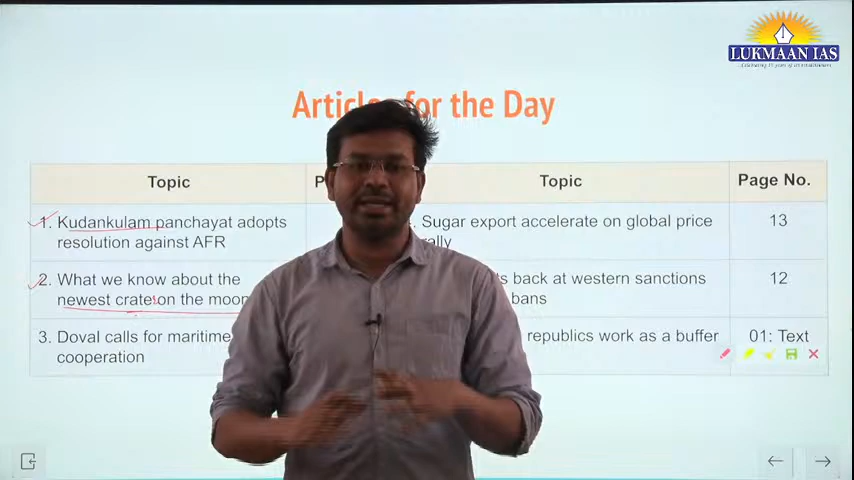 LUKMAAN IAS
Articles for the Day
Topic
Topic
Page No.
1. Kudankulam panchayat adopts
resolution against AFR
Sugar export accelerate on global price
13
2. What we know about the
newest crater on the moon
back at western sanctions
bans
12
3. Doval calls for maritime
cooperation
republics work as a buffer
01: Text